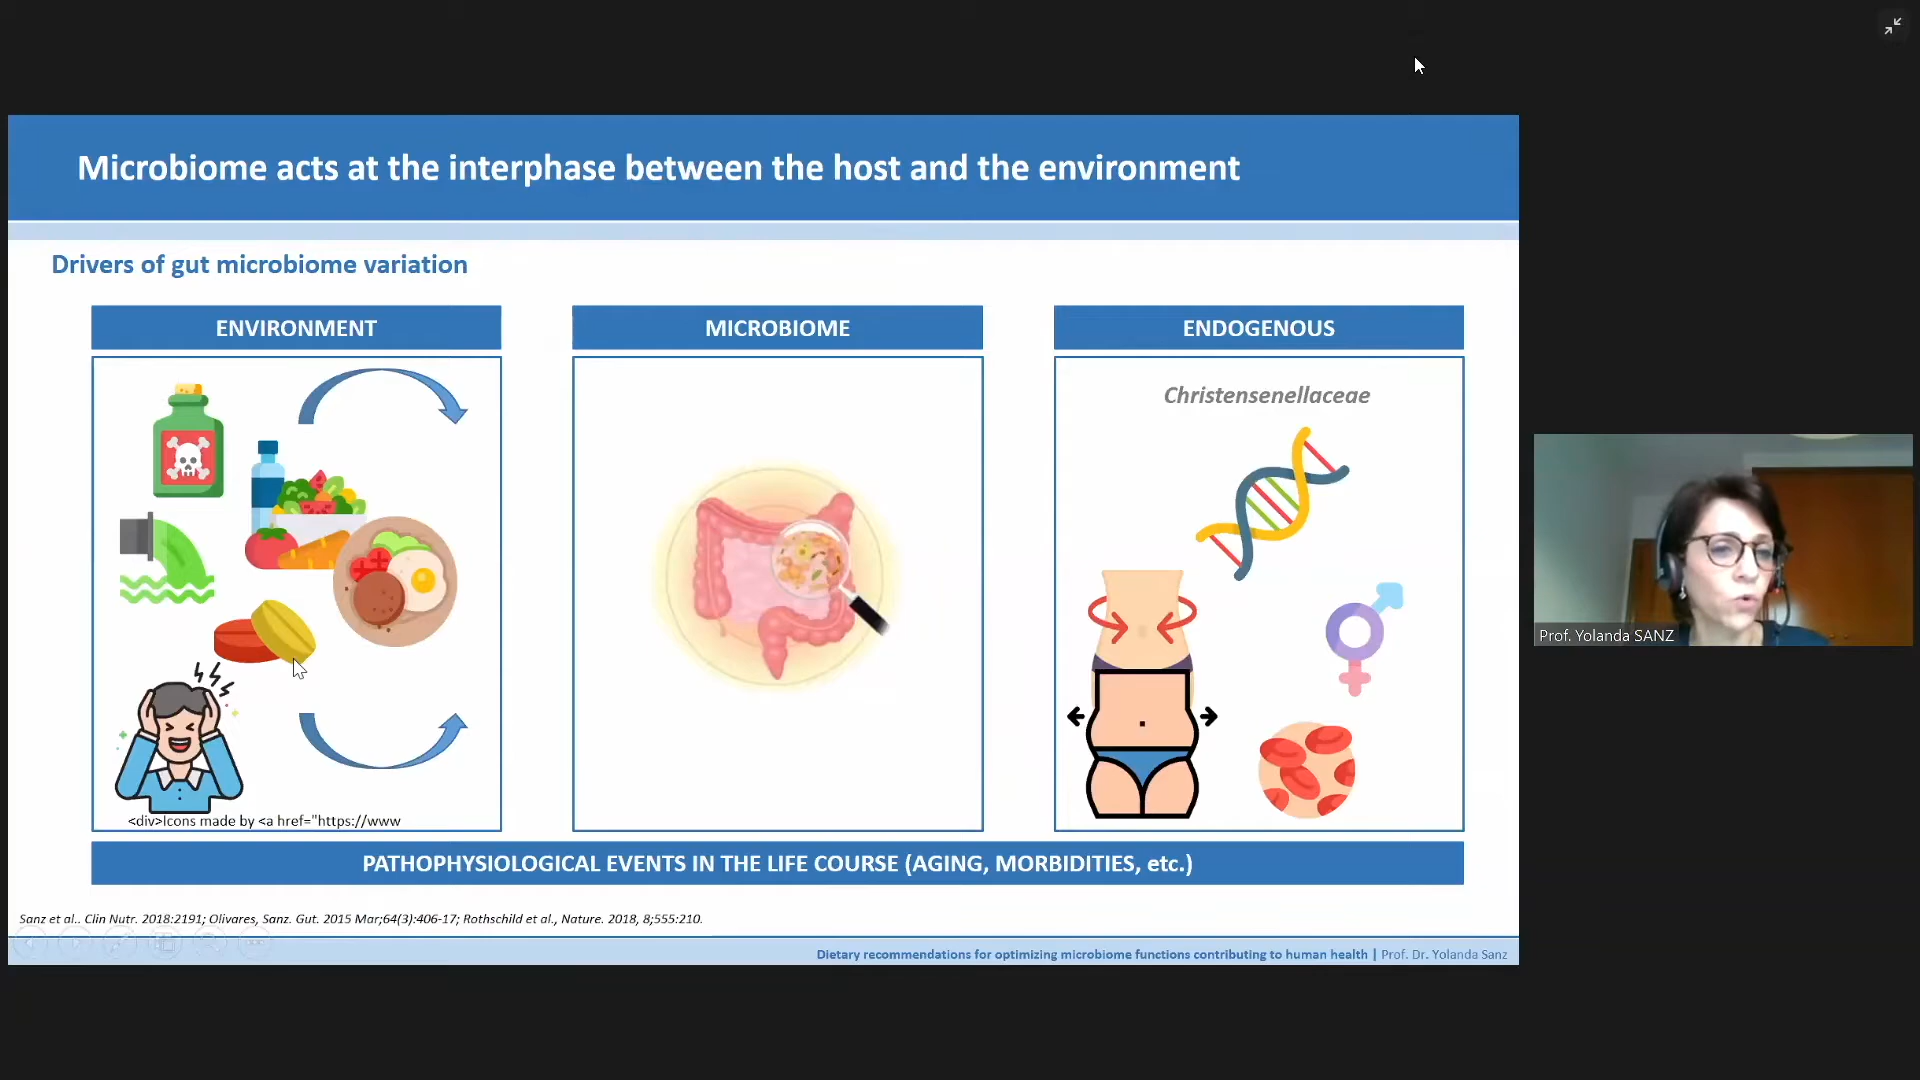 Microbiome acts at the interphase between the host and the environment
Drivers of gut microbiome variation
ENVIRONMENT
MICROBIOME
ENDOGENOUS
Christensenellaceae
<div>Icons made by <a href="https://www
PATHOPHYSIOLOGICAL EVENTS IN THE LIFE COURSE (AGING, MORBIDITIES, etc.)
Sanz et al.. Clin Nutr. 2018:2191; Olivares, Sanz. Gut. 2015 Mar;64(3):406-17; Rothschild et al., Nature. 2018, 8;555:210.
Dietary recommendations for optimizing microbiome functions contributing to human health | Prof. Dr. Yolanda Sanz
Prof. Yolanda SANZ